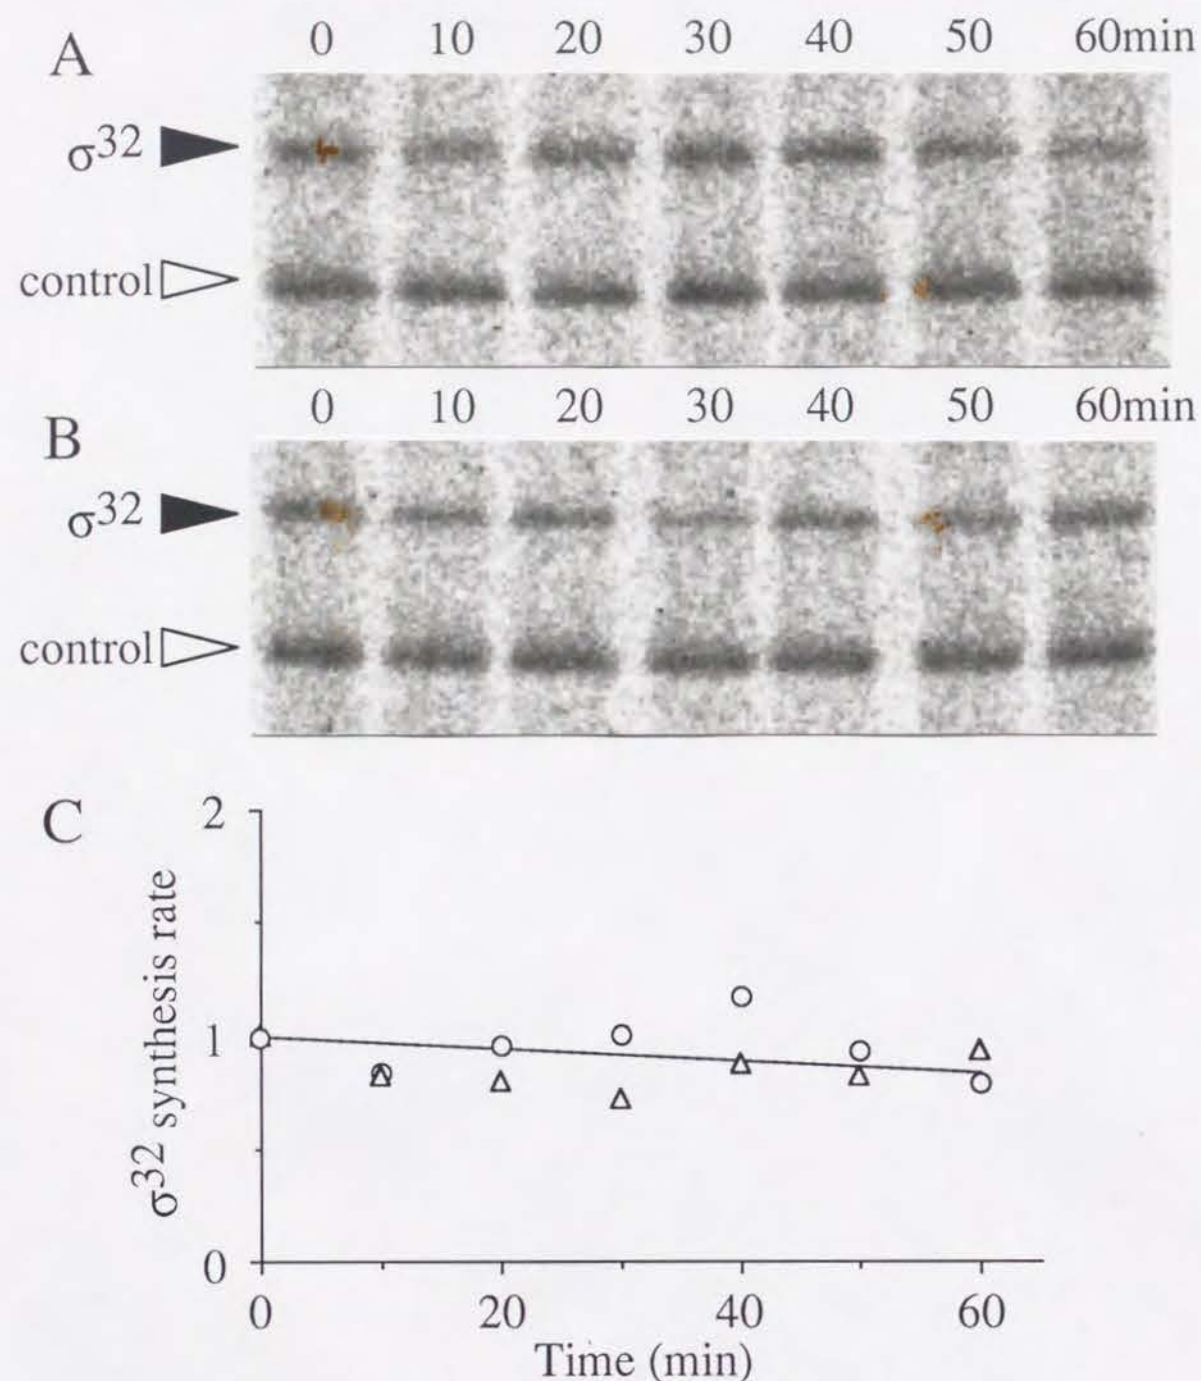 A
0 10 20 30 40 50 60min
σ32
control
B
0 10 20 30 40 50 60min
σ32
control
C
2
1
0
σ32 synthesis rate
0 20 40 60
Time (min)